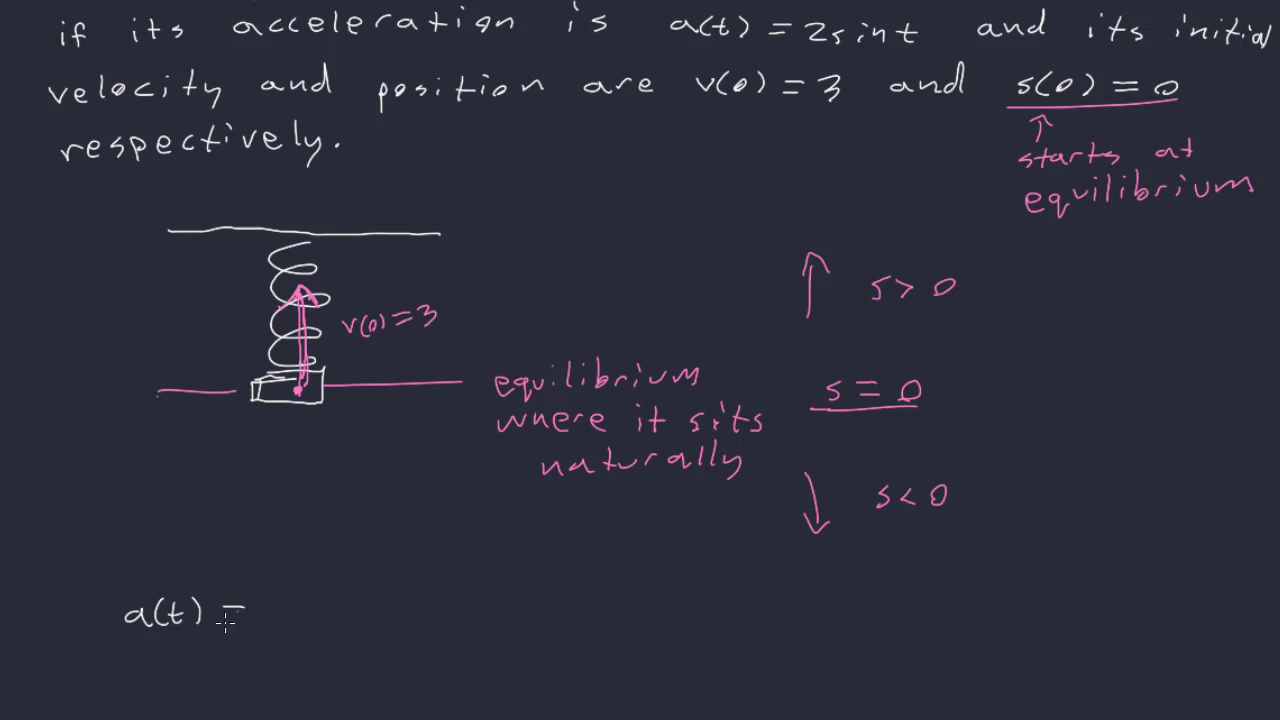 if its acceleration is a(t) = 2sint and its initial
velocity and position are v(0) = 3 and s(0) = 0
respectively.
starts at
equilibrium
s > 0
v(0) = 3
equilibrium
where it sits
naturally
s = 0
s < 0
a(t) =